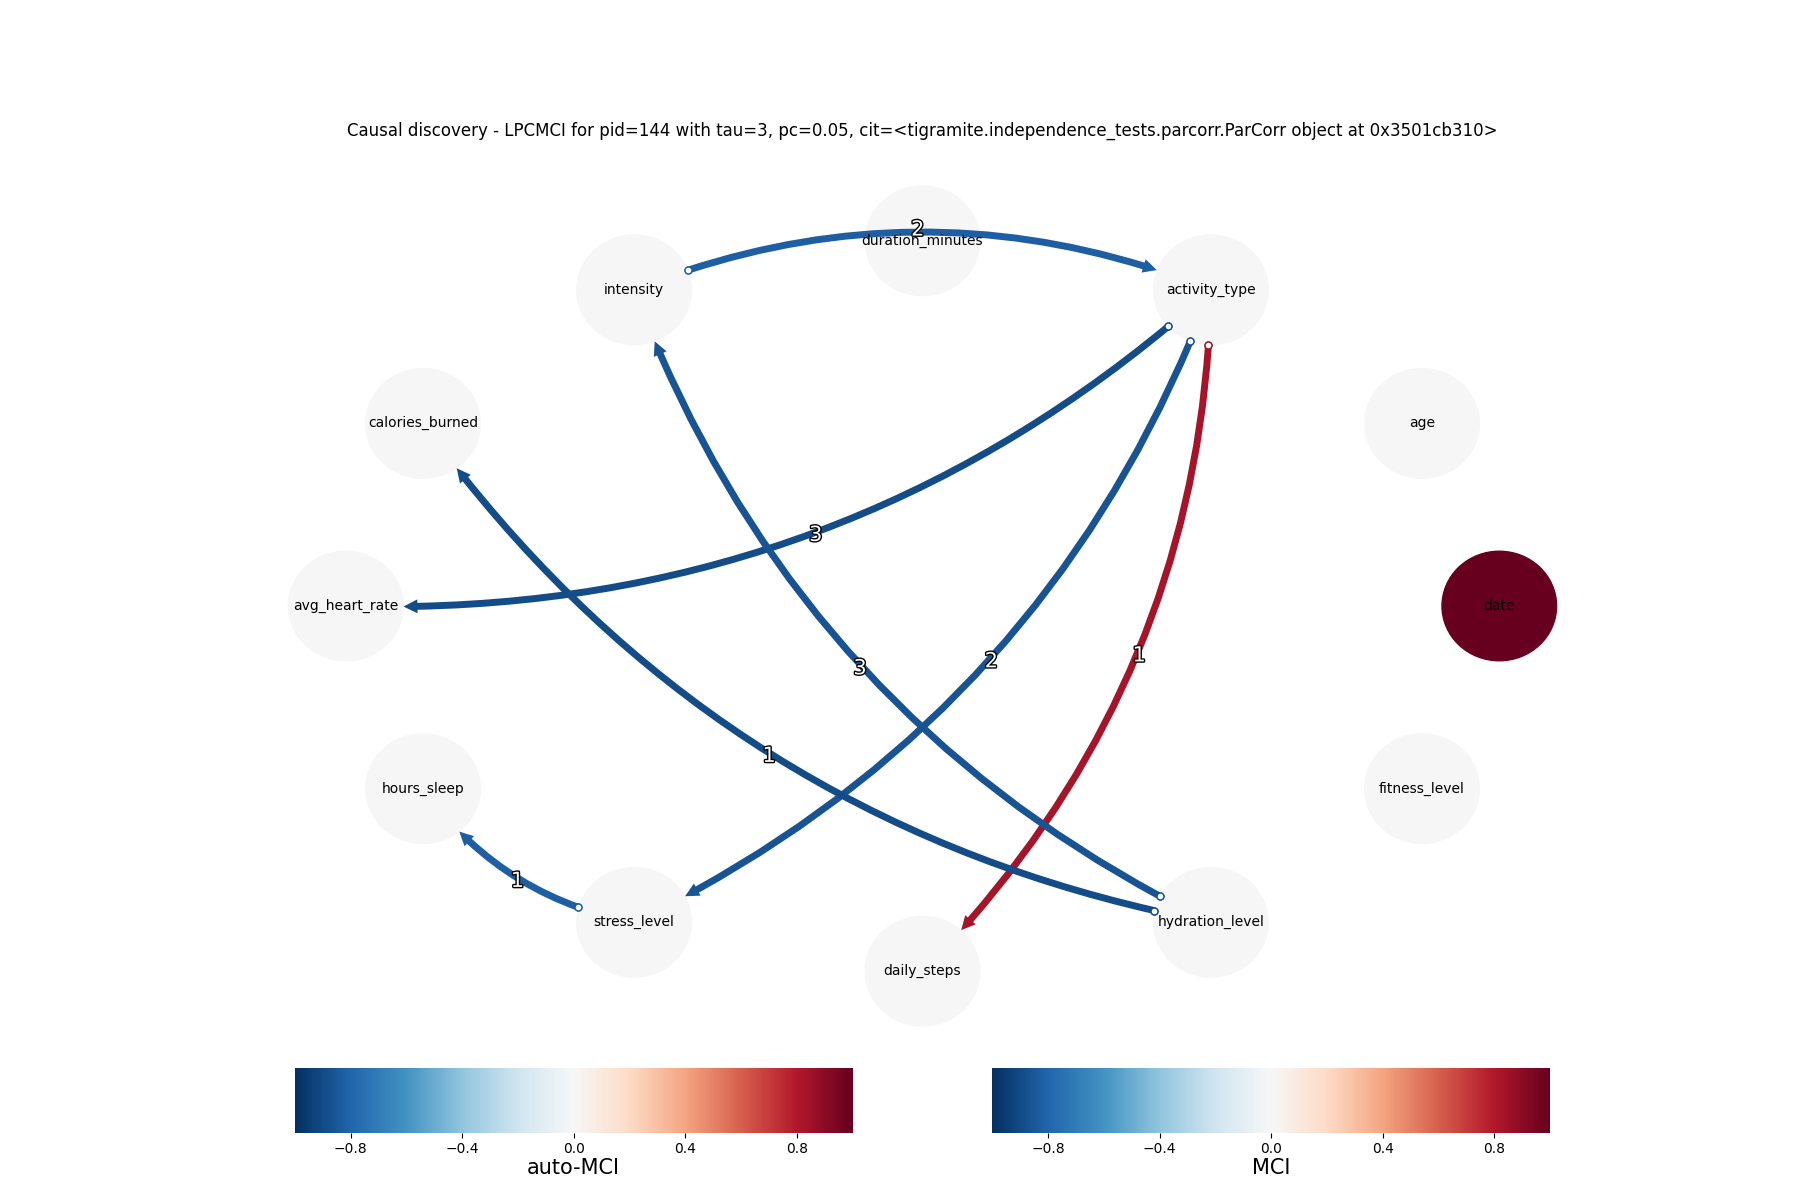 Causal discovery - LPCMCI for pid=144 with tau=3, pc=0.05, cit=<tigramite.independence_tests.parcorr.ParCorr object at 0x3501cb310>
2
duration_minutes
intensity
activity_type
calories_burned
age
3
avg_heart_rate
date
1
3
2
1
hours_sleep
fitness_level
1
stress_level
hydration_level
daily_steps
−0.8 −0.4 0.0 0.4 0.8
auto-MCI
−0.8 −0.4 0.0 0.4 0.8
MCI